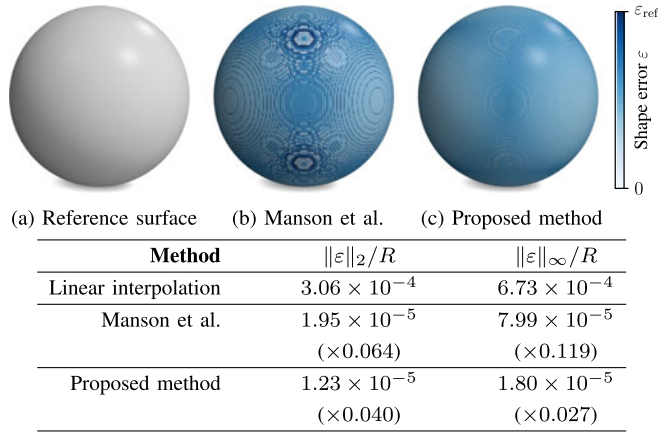 ε_ref
Shape error ε
0
(a) Reference surface (b) Manson et al. (c) Proposed method
Method ‖ε‖₂/R ‖ε‖∞/R
Linear interpolation 3.06 × 10⁻⁴ 6.73 × 10⁻⁴
Manson et al. 1.95 × 10⁻⁵ 7.99 × 10⁻⁵
(×0.064) (×0.119)
Proposed method 1.23 × 10⁻⁵ 1.80 × 10⁻⁵
(×0.040) (×0.027)